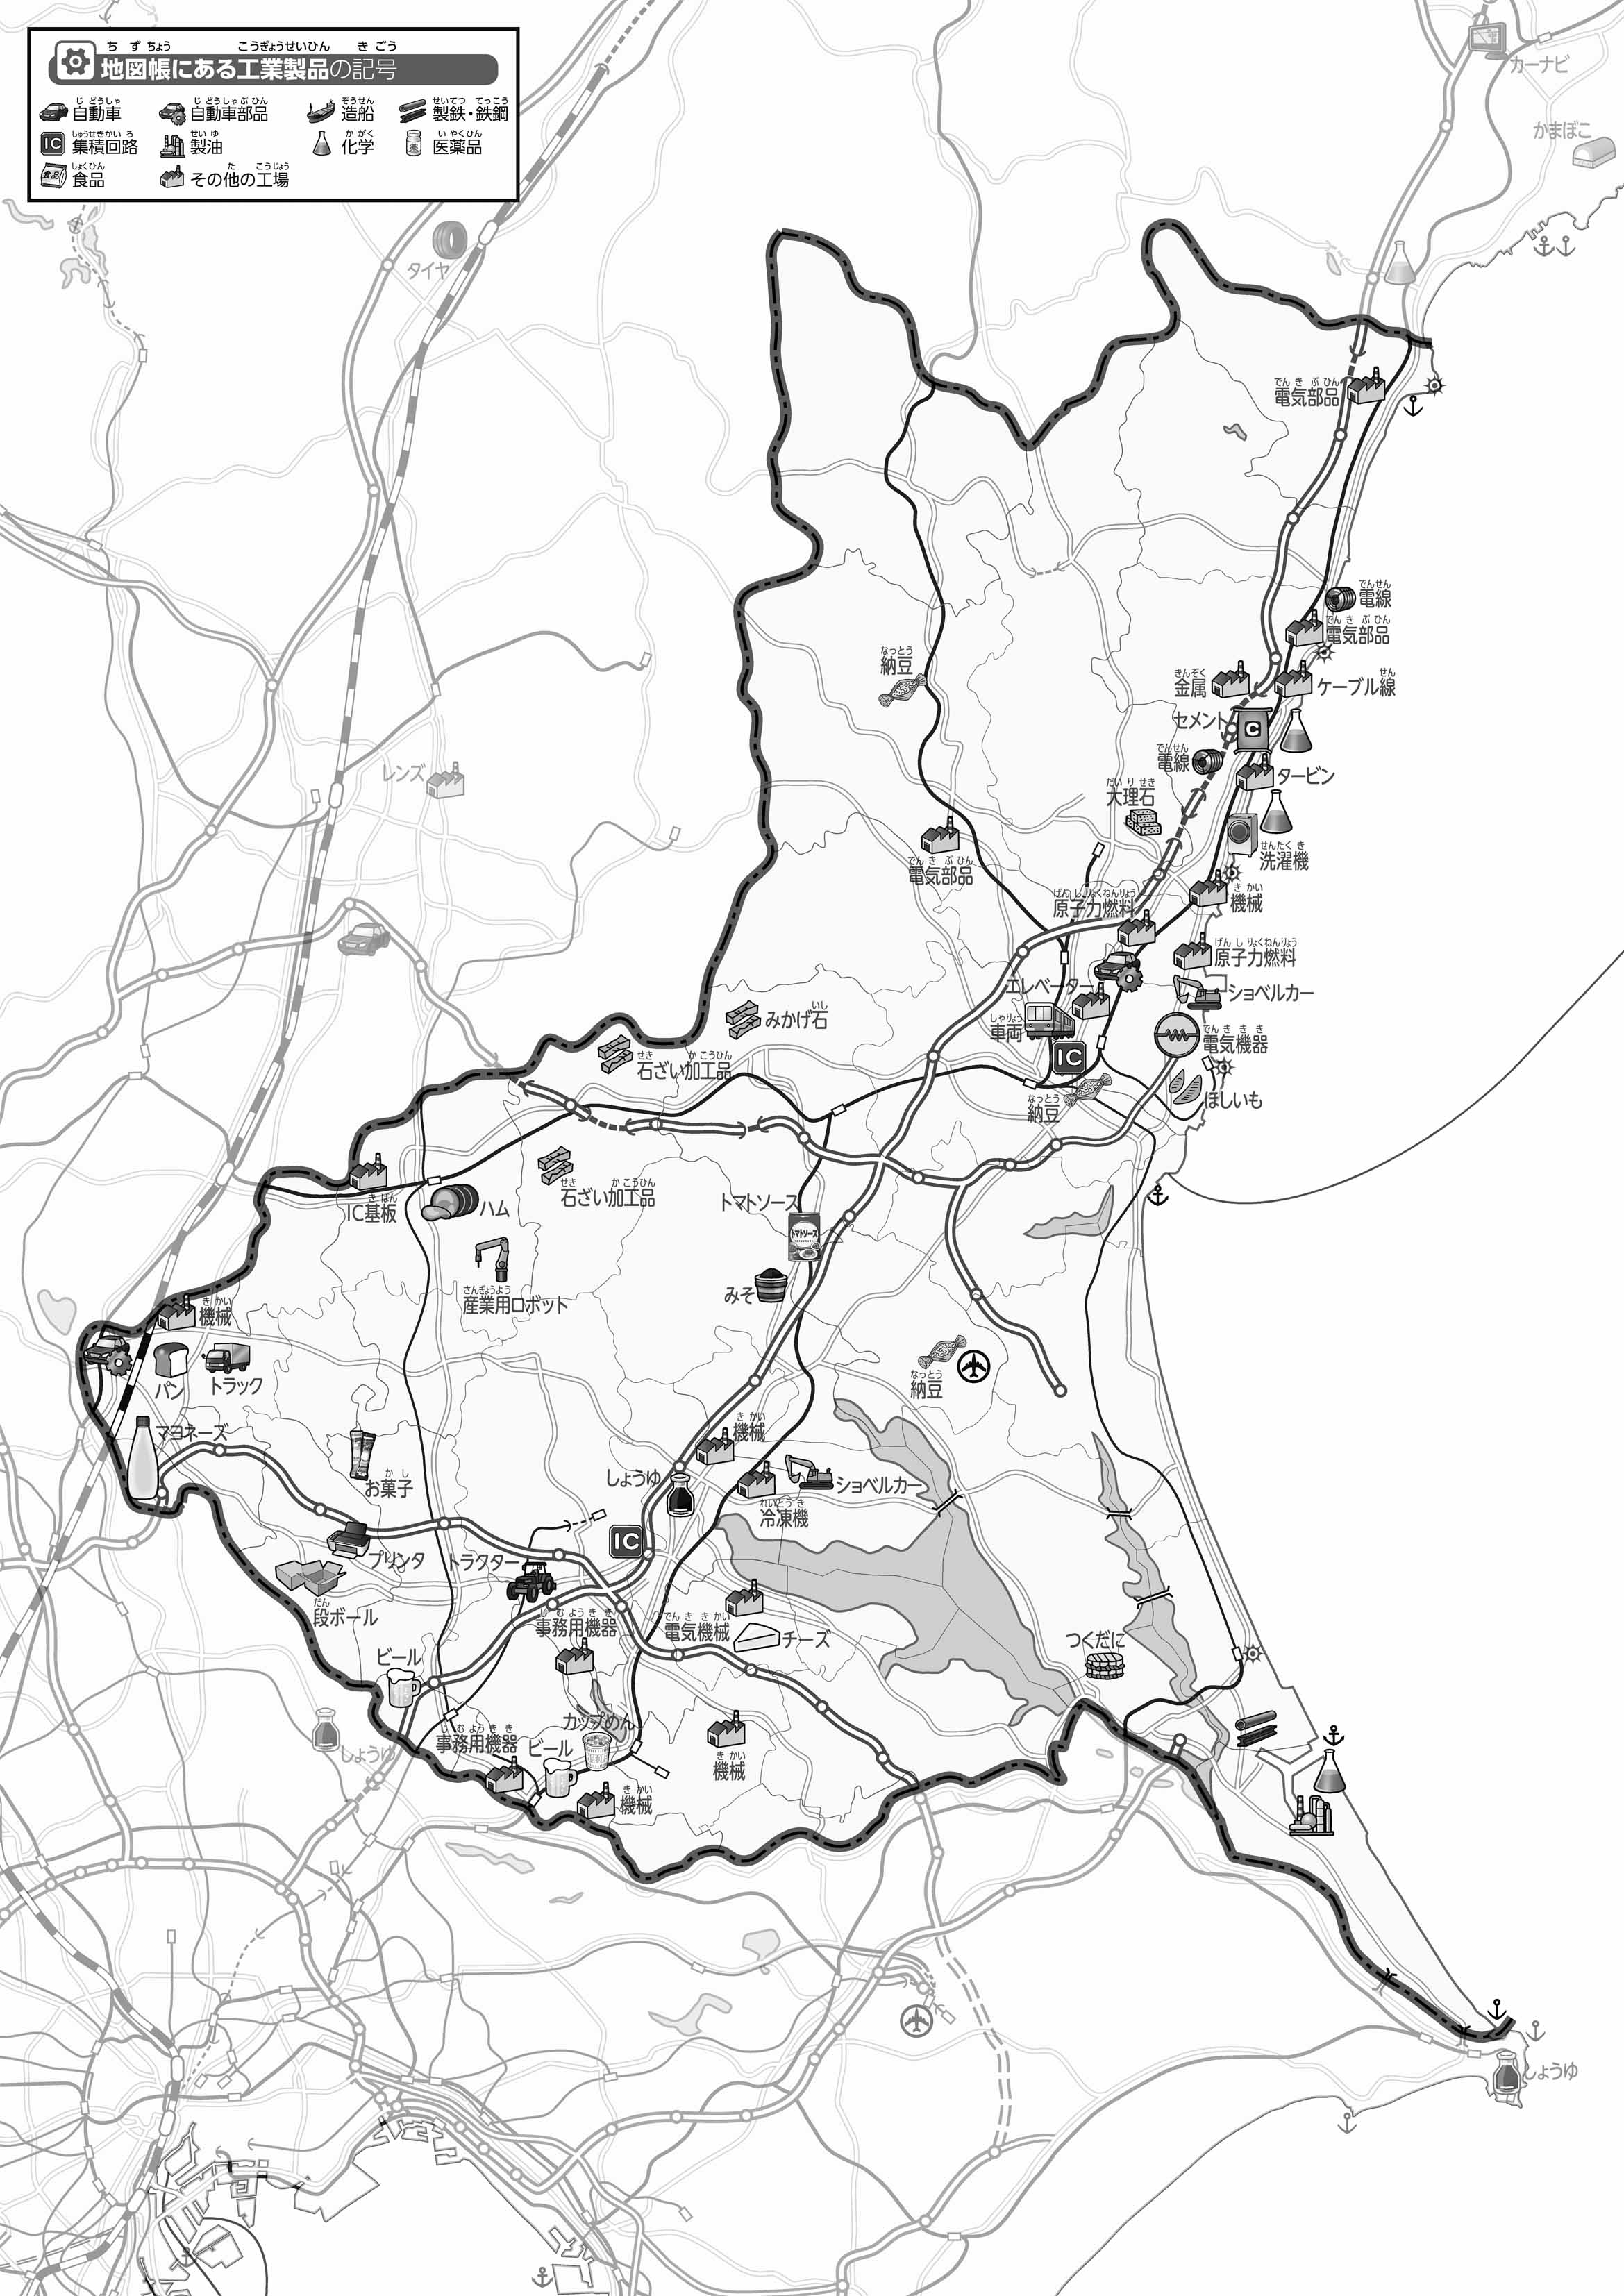 地図帳にある工業製品の記号
ちずちょう こうぎょうせいひん きごう
自動車 じどうしゃ
自動車部品 じどうしゃぶひん
造船 ぞうせん
製鉄・鉄鋼 せいてつ てっこう
IC 集積回路 しゅうせきかいろ
製油 せいゆ
化学 かがく
薬 医薬品 いやくひん
食品 食品 しょくひん
その他の工場 た こうじょう
カーナビ
かまぼこ
タイヤ
電気部品 でんきぶひん
電線 でんせん
電気部品 でんきぶひん
納豆 なっとう
金属 きんぞく
ケーブル線 せん
セメント
C
電線 でんせん
タービン
レンズ
大理石 だいりせき
洗濯機 せんたくき
電気部品 でんきぶひん
機械 きかい
原子力燃料 げんしりょくねんりょう
原子力燃料 げんしりょくねんりょう
エレベーター
ショベルカー
みかげ石 いし
車両 しゃりょう
電気機器 でんきき き
IC
石ざい加工品 せき かこうひん
納豆 なっとう
ほしいも
石ざい加工品 せき かこうひん
IC基板 きばん
ハム
トマトソース
トマトソース
産業用ロボット さんぎょうよう
みそ
機械 きかい
パン
トラック
納豆 なっとう
マヨネーズ
機械 きかい
お菓子 かし
しょうゆ
ショベルカー
冷凍機 れいとうき
IC
プリンタ
トラクター
段ボール だん
事務用機器 じむようきき
電気機械 でんききかい
チーズ
ビール
つくだに
事務用機器 じむようきき
ビール
カップめん
しょうゆ
機械 きかい
機械 きかい
しょうゆ